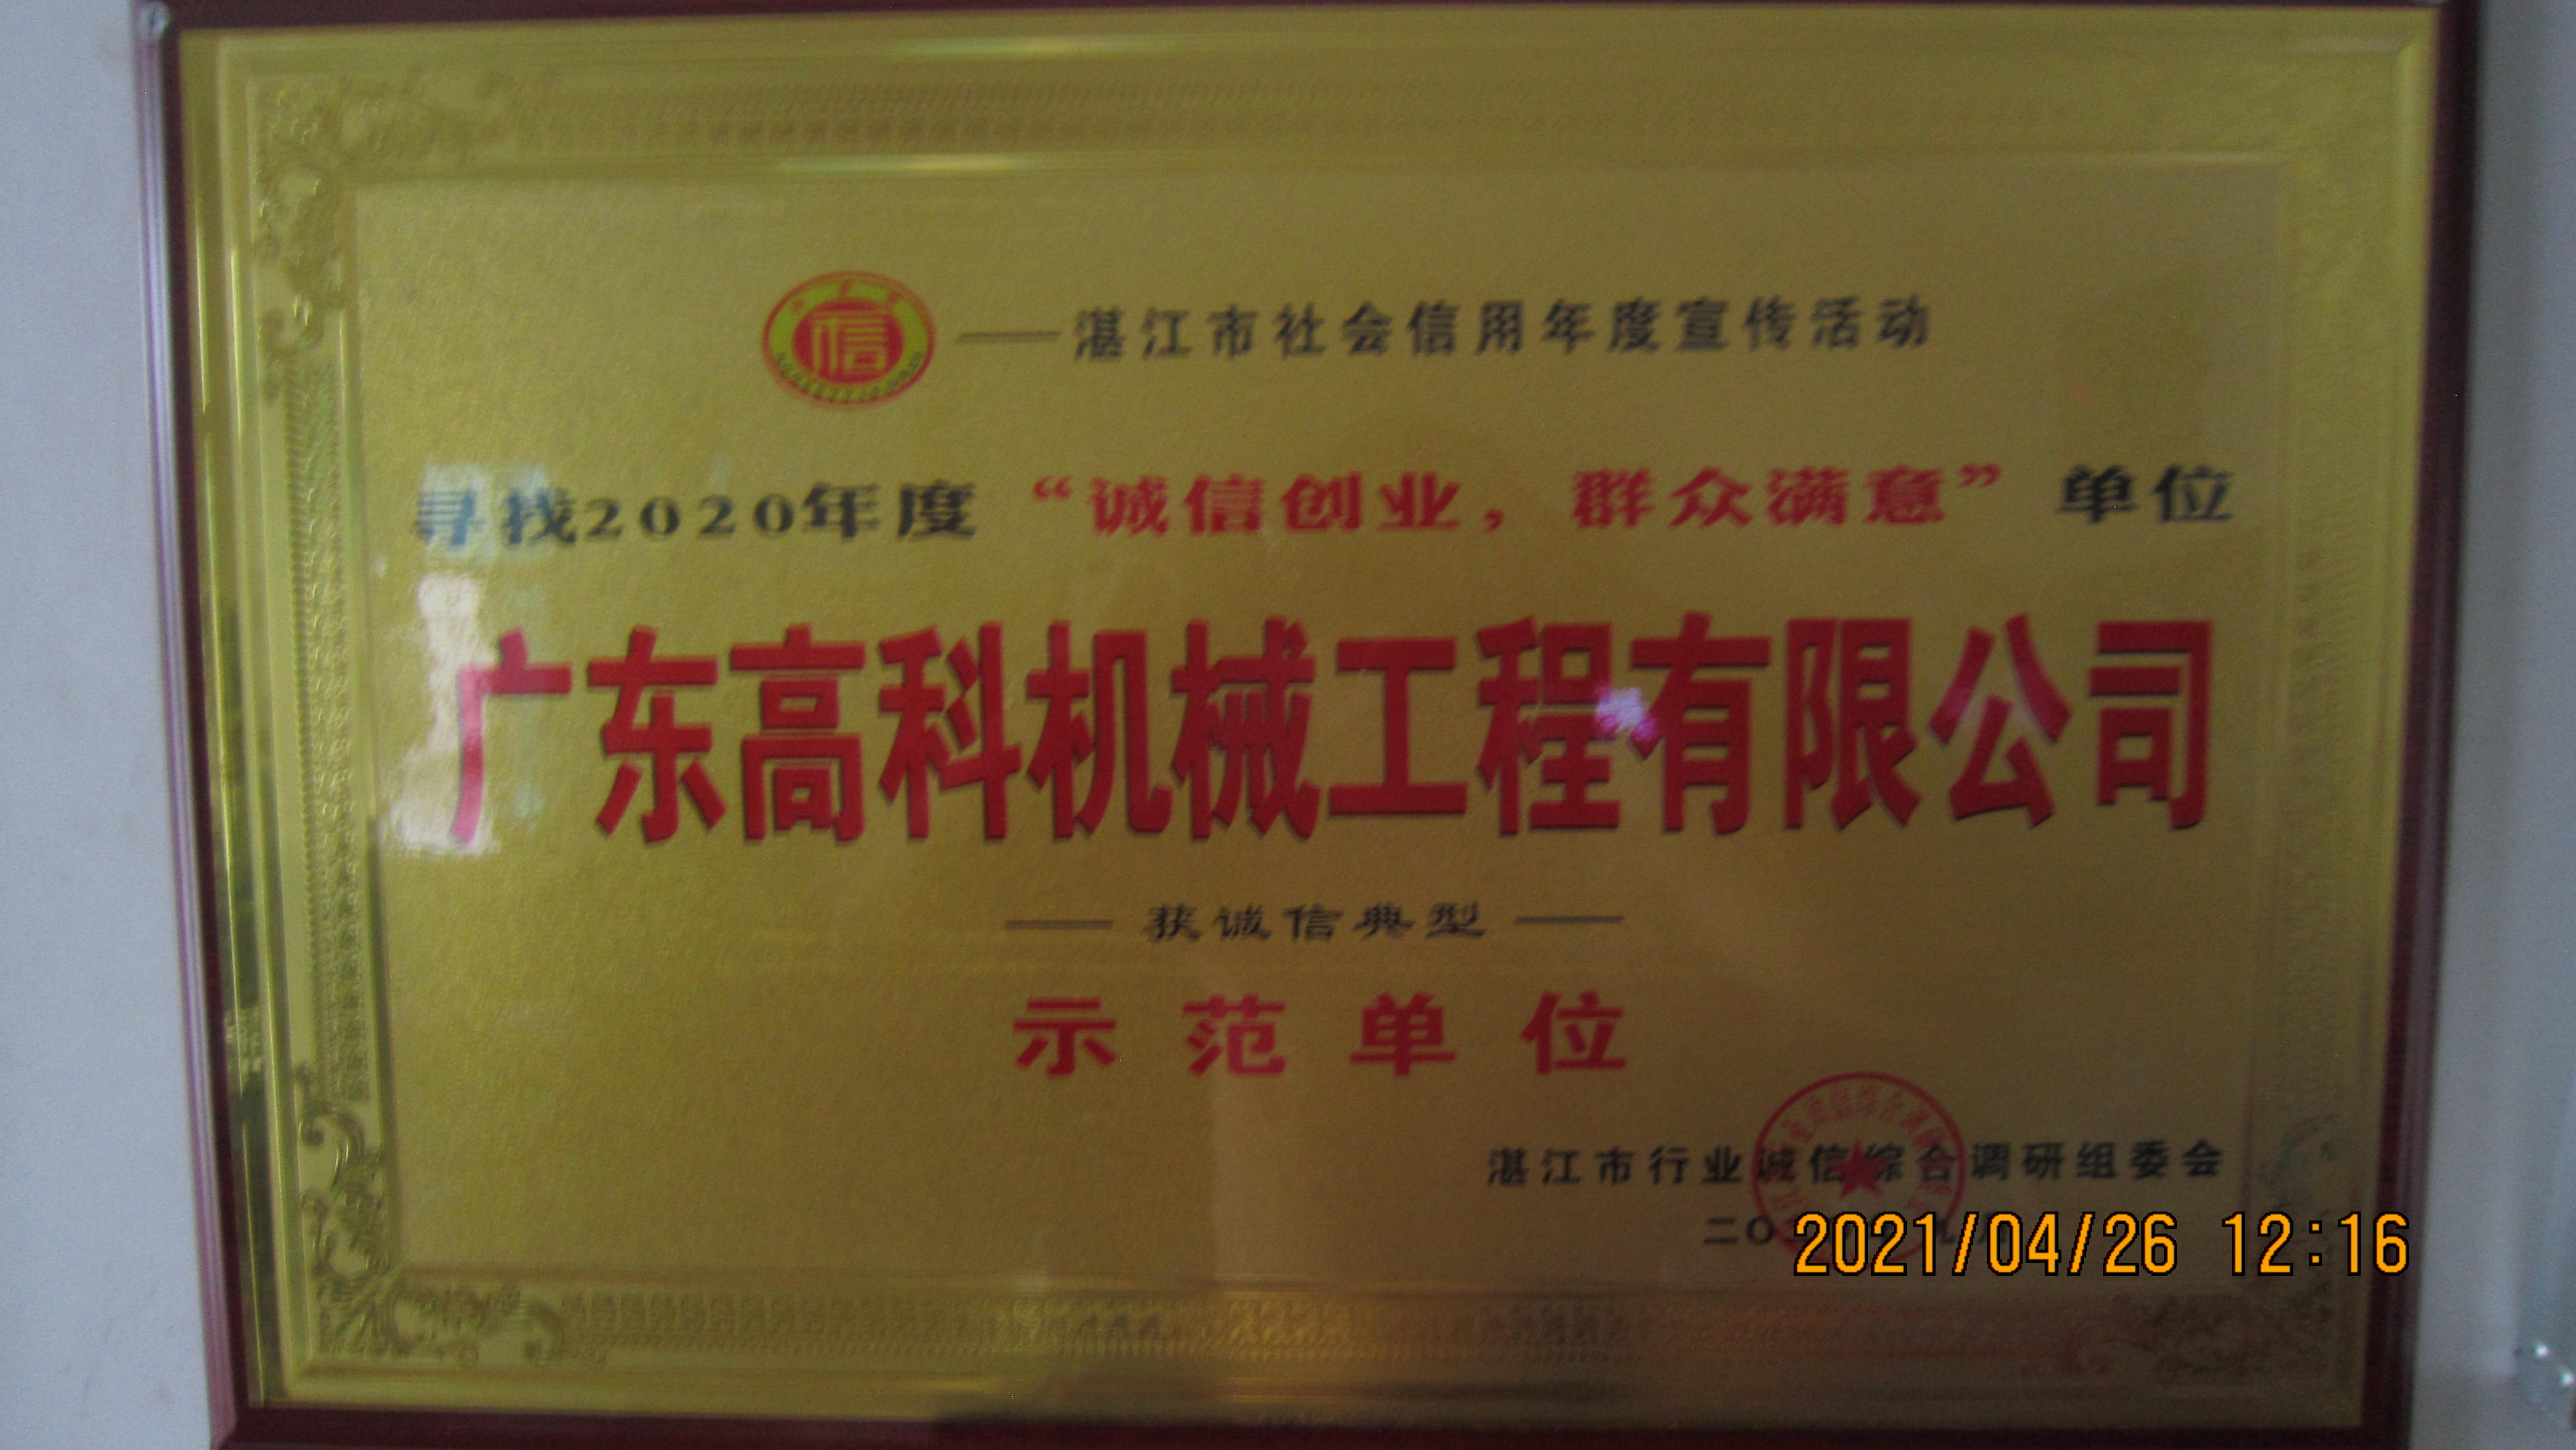 信
——湛江市社会信用年度宣传活动
寻找2020年度“诚信创业，群众满意”单位
广东高科机械工程有限公司
—— 获诚信典型 ——
示范单位
湛江市行业诚信综合调研组委会
二〇
2021/04/26 12:16